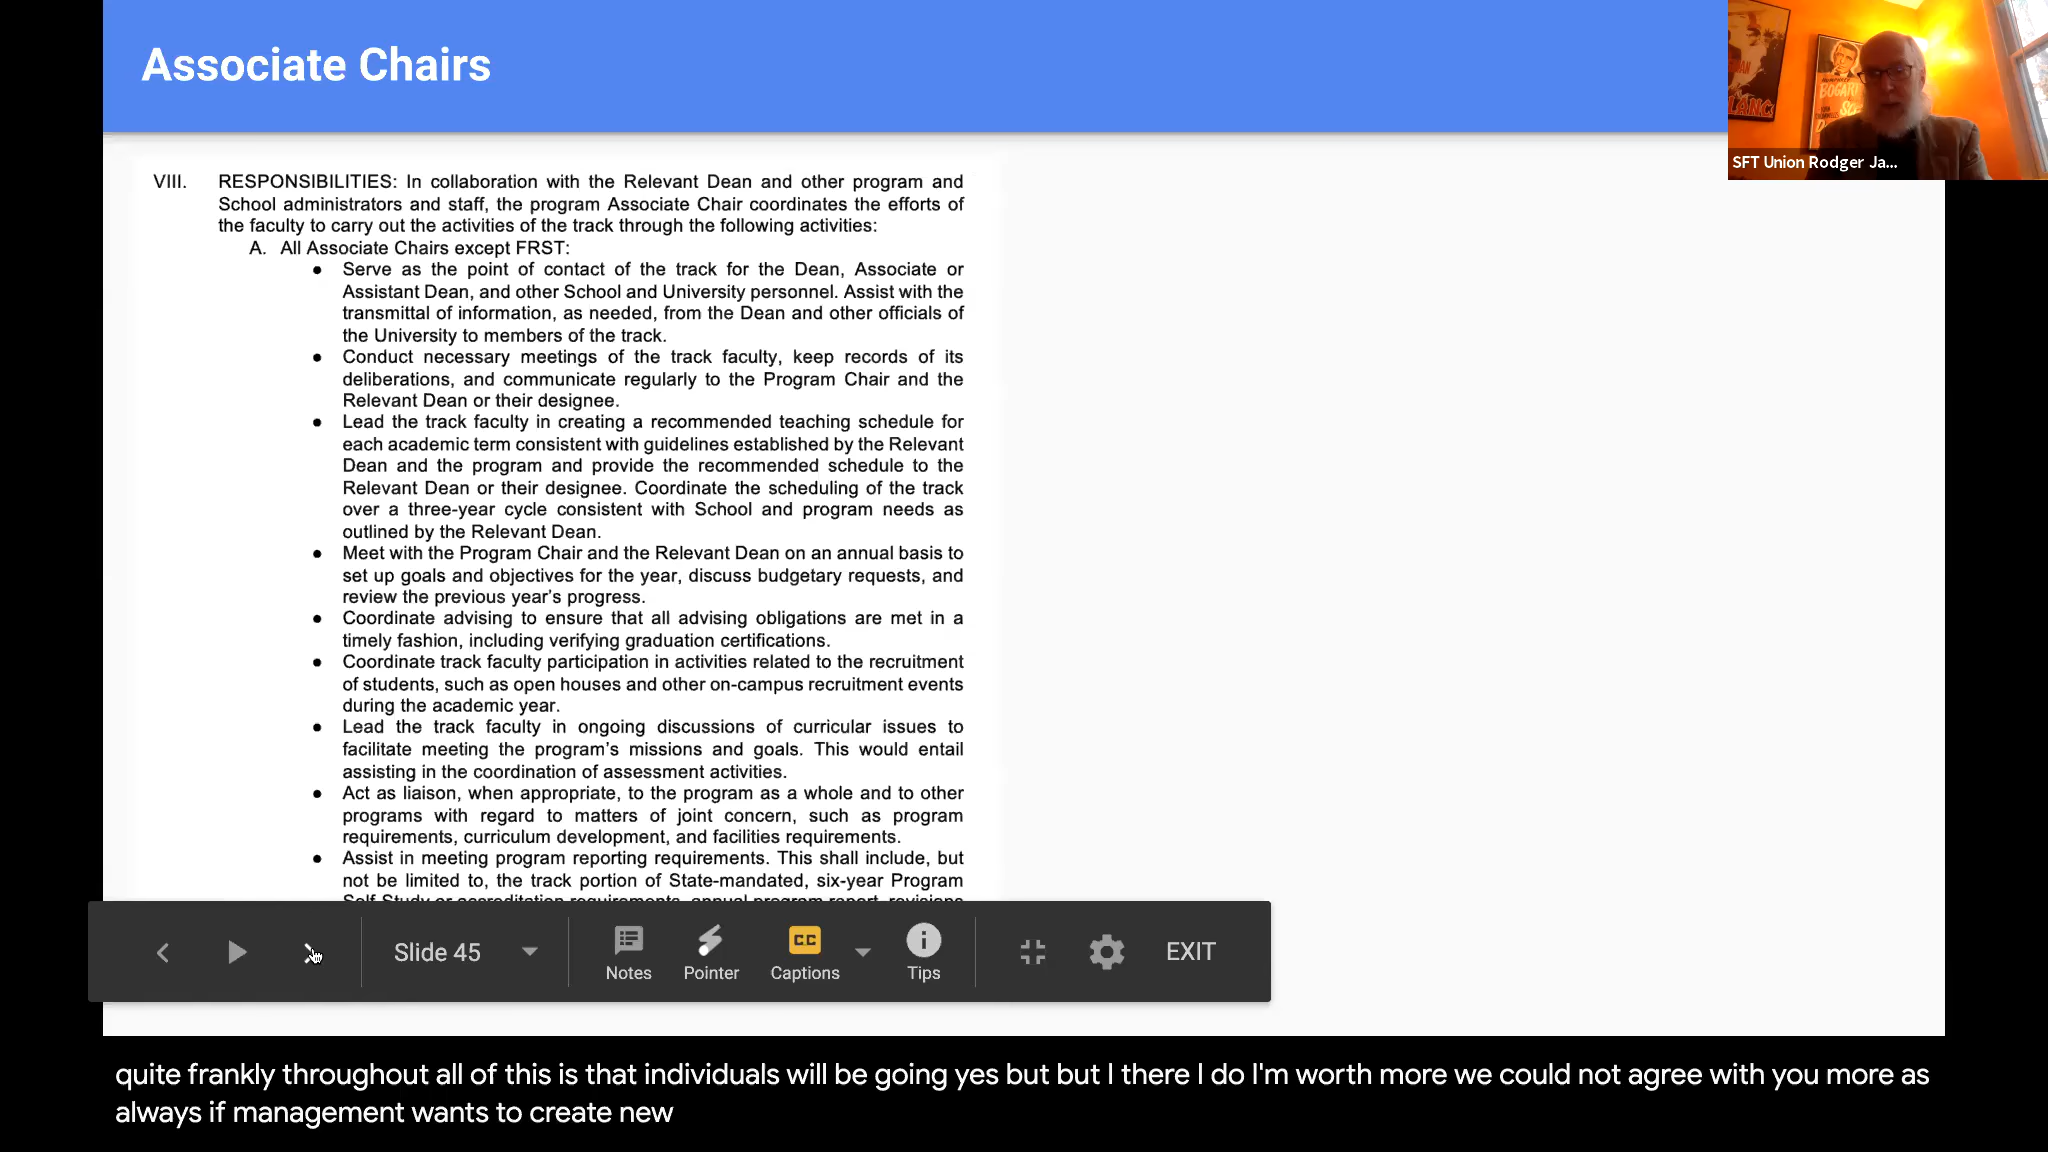 Associate Chairs
BOGART
SFT Union Rodger Ja...
VIII. RESPONSIBILITIES: In collaboration with the Relevant Dean and other program and
School administrators and staff, the program Associate Chair coordinates the efforts of
the faculty to carry out the activities of the track through the following activities:
A. All Associate Chairs except FRST:
● Serve as the point of contact of the track for the Dean, Associate or
Assistant Dean, and other School and University personnel. Assist with the
transmittal of information, as needed, from the Dean and other officials of
the University to members of the track.
● Conduct necessary meetings of the track faculty, keep records of its
deliberations, and communicate regularly to the Program Chair and the
Relevant Dean or their designee.
● Lead the track faculty in creating a recommended teaching schedule for
each academic term consistent with guidelines established by the Relevant
Dean and the program and provide the recommended schedule to the
Relevant Dean or their designee. Coordinate the scheduling of the track
over a three-year cycle consistent with School and program needs as
outlined by the Relevant Dean.
● Meet with the Program Chair and the Relevant Dean on an annual basis to
set up goals and objectives for the year, discuss budgetary requests, and
review the previous year's progress.
● Coordinate advising to ensure that all advising obligations are met in a
timely fashion, including verifying graduation certifications.
● Coordinate track faculty participation in activities related to the recruitment
of students, such as open houses and other on-campus recruitment events
during the academic year.
● Lead the track faculty in ongoing discussions of curricular issues to
facilitate meeting the program's missions and goals. This would entail
assisting in the coordination of assessment activities.
● Act as liaison, when appropriate, to the program as a whole and to other
programs with regard to matters of joint concern, such as program
requirements, curriculum development, and facilities requirements.
● Assist in meeting program reporting requirements. This shall include, but
not be limited to, the track portion of State-mandated, six-year Program
Self-Study or accreditation requirements, annual program report, revisions
Slide 45
Notes
Pointer
CC
Captions
Tips
EXIT
quite frankly throughout all of this is that individuals will be going yes but but I there I do I'm worth more we could not agree with you more as
always if management wants to create new